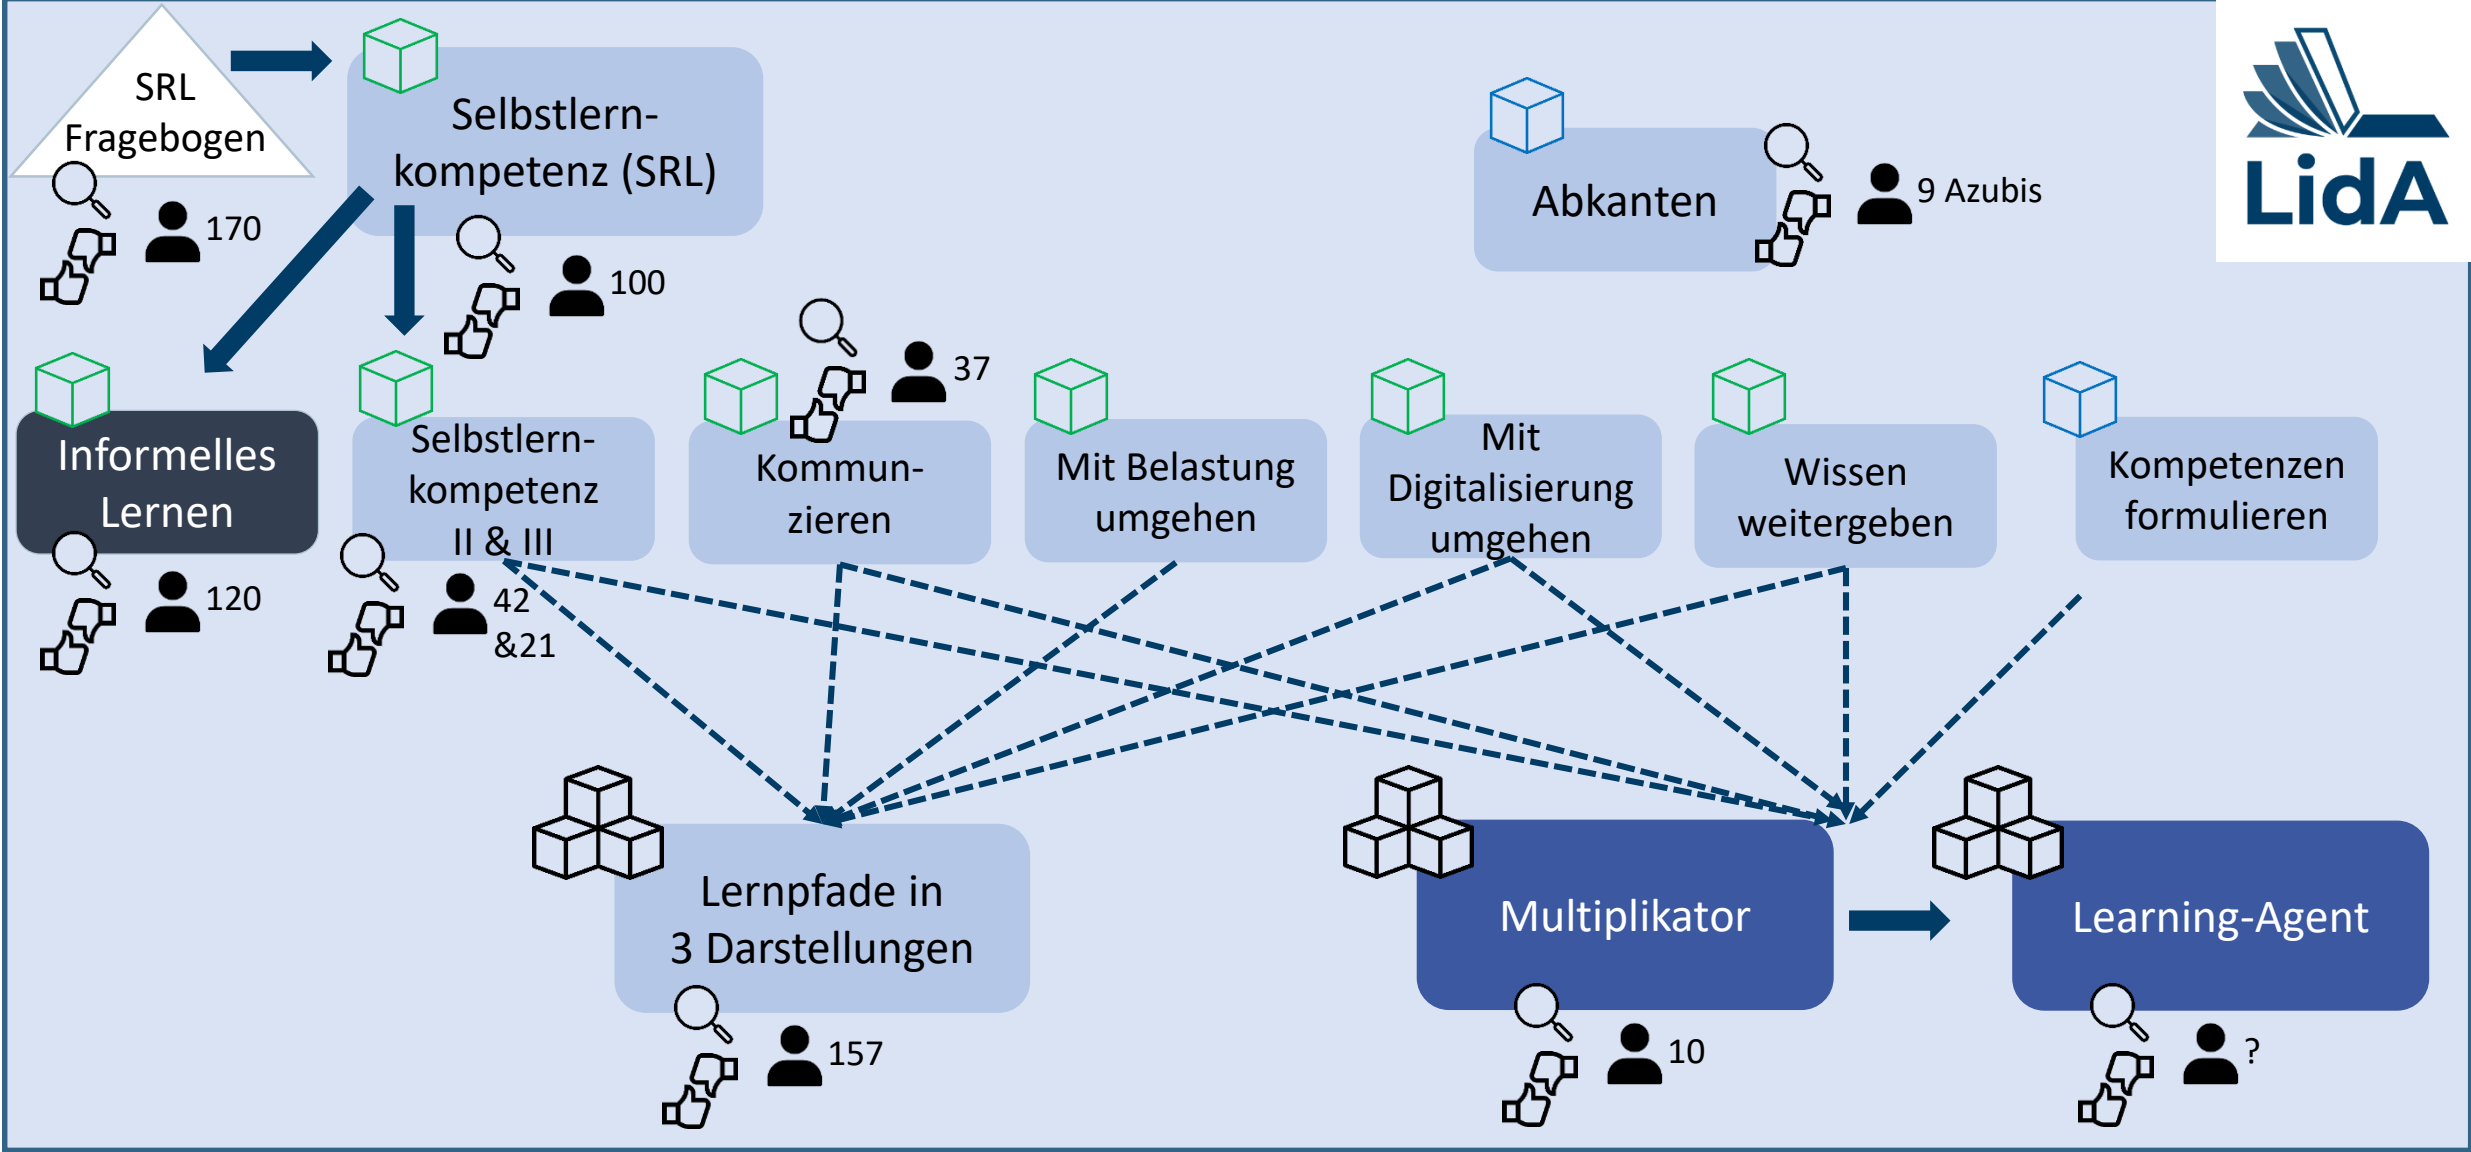 SRL
Fragebogen
170
Selbstlern-
kompetenz (SRL)
100
Abkanten
9 Azubis
LidA
Informelles
Lernen
120
Selbstlern-
kompetenz
II & III
42
&21
Kommun-
zieren
37
Mit Belastung
umgehen
Mit
Digitalisierung
umgehen
Wissen
weitergeben
Kompetenzen
formulieren
Lernpfade in
3 Darstellungen
157
Multiplikator
10
Learning-Agent
?